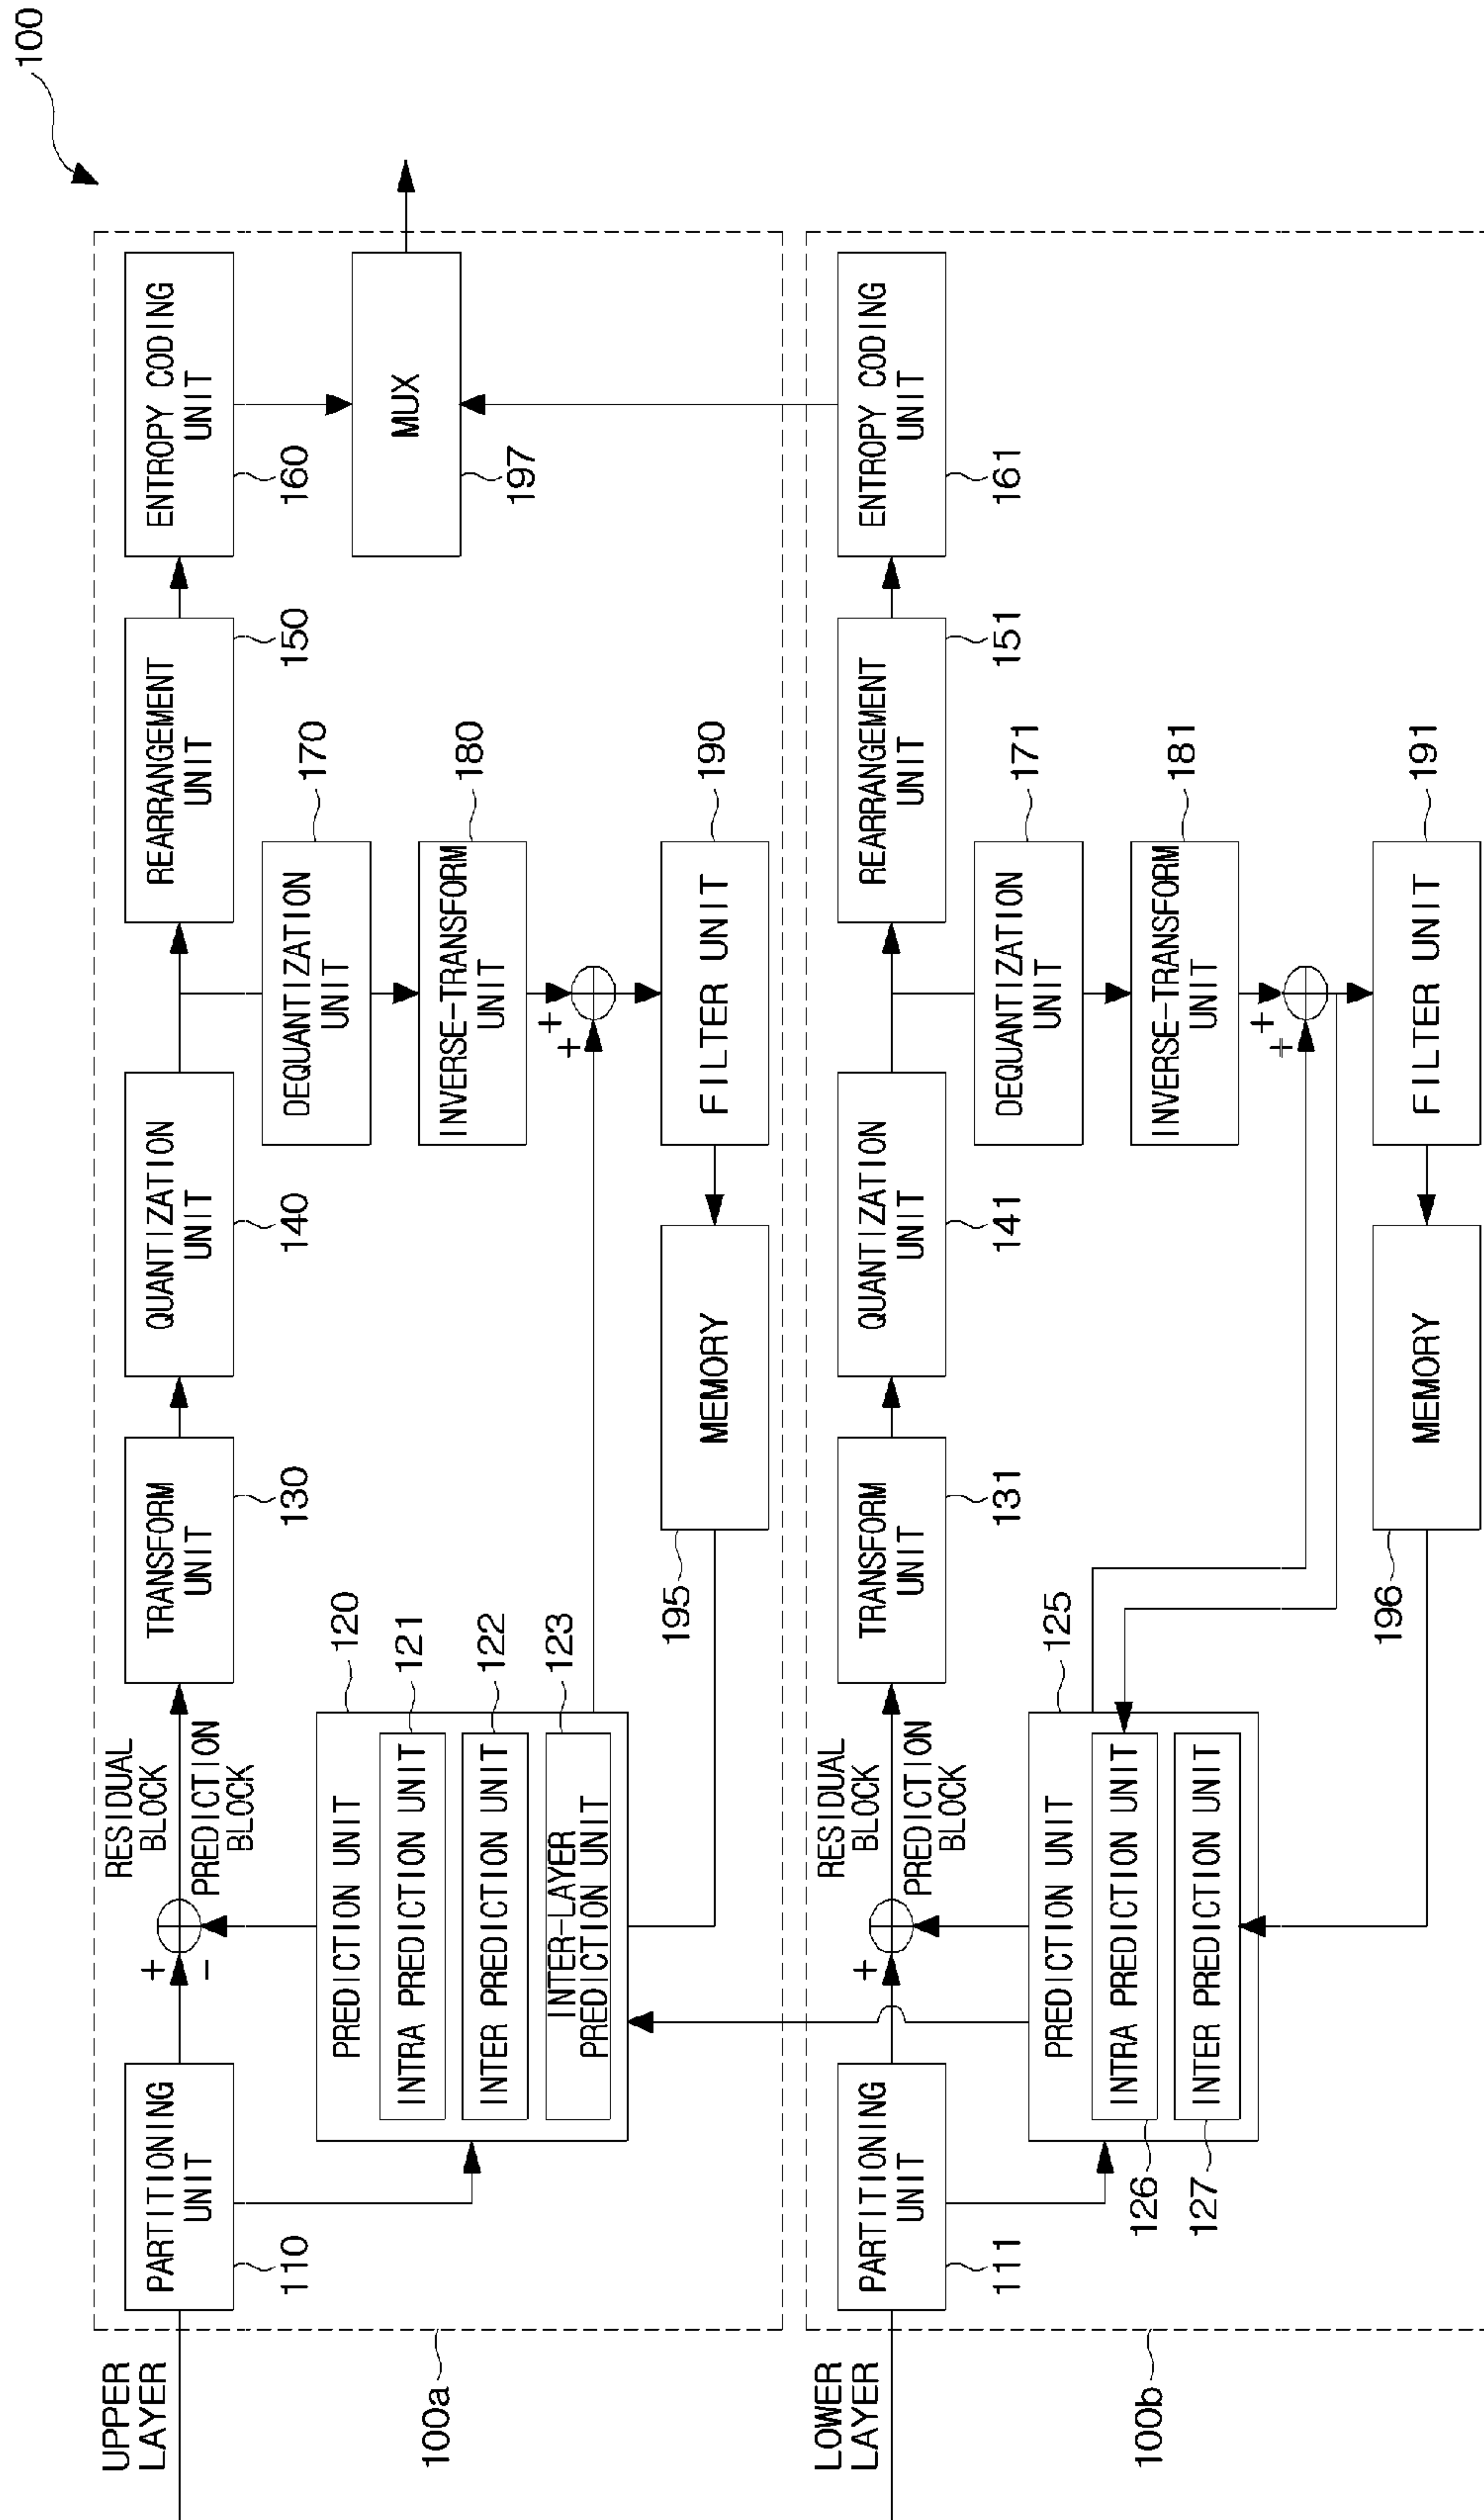 100
UPPER
LAYER
100a
PARTITIONING
UNIT
110
+
−
RESIDUAL
BLOCK
PREDICTION
BLOCK
TRANSFORM
UNIT
130
QUANTIZATION
UNIT
140
REARRANGEMENT
UNIT
150
ENTROPY CODING
UNIT
160
MUX
197
PREDICTION UNIT
120
INTRA PREDICTION UNIT
121
INTER PREDICTION UNIT
122
INTER-LAYER
PREDICTION UNIT
123
DEQUANTIZATION
UNIT
170
INVERSE-TRANSFORM
UNIT
180
+
+
FILTER UNIT
190
MEMORY
195
LOWER
LAYER
100b
PARTITIONING
UNIT
111
+
RESIDUAL
BLOCK
PREDICTION
BLOCK
TRANSFORM
UNIT
131
QUANTIZATION
UNIT
141
REARRANGEMENT
UNIT
151
ENTROPY CODING
UNIT
161
PREDICTION UNIT
125
INTRA PREDICTION UNIT
126
INTER PREDICTION UNIT
127
DEQUANTIZATION
UNIT
171
INVERSE-TRANSFORM
UNIT
181
+
+
FILTER UNIT
191
MEMORY
196